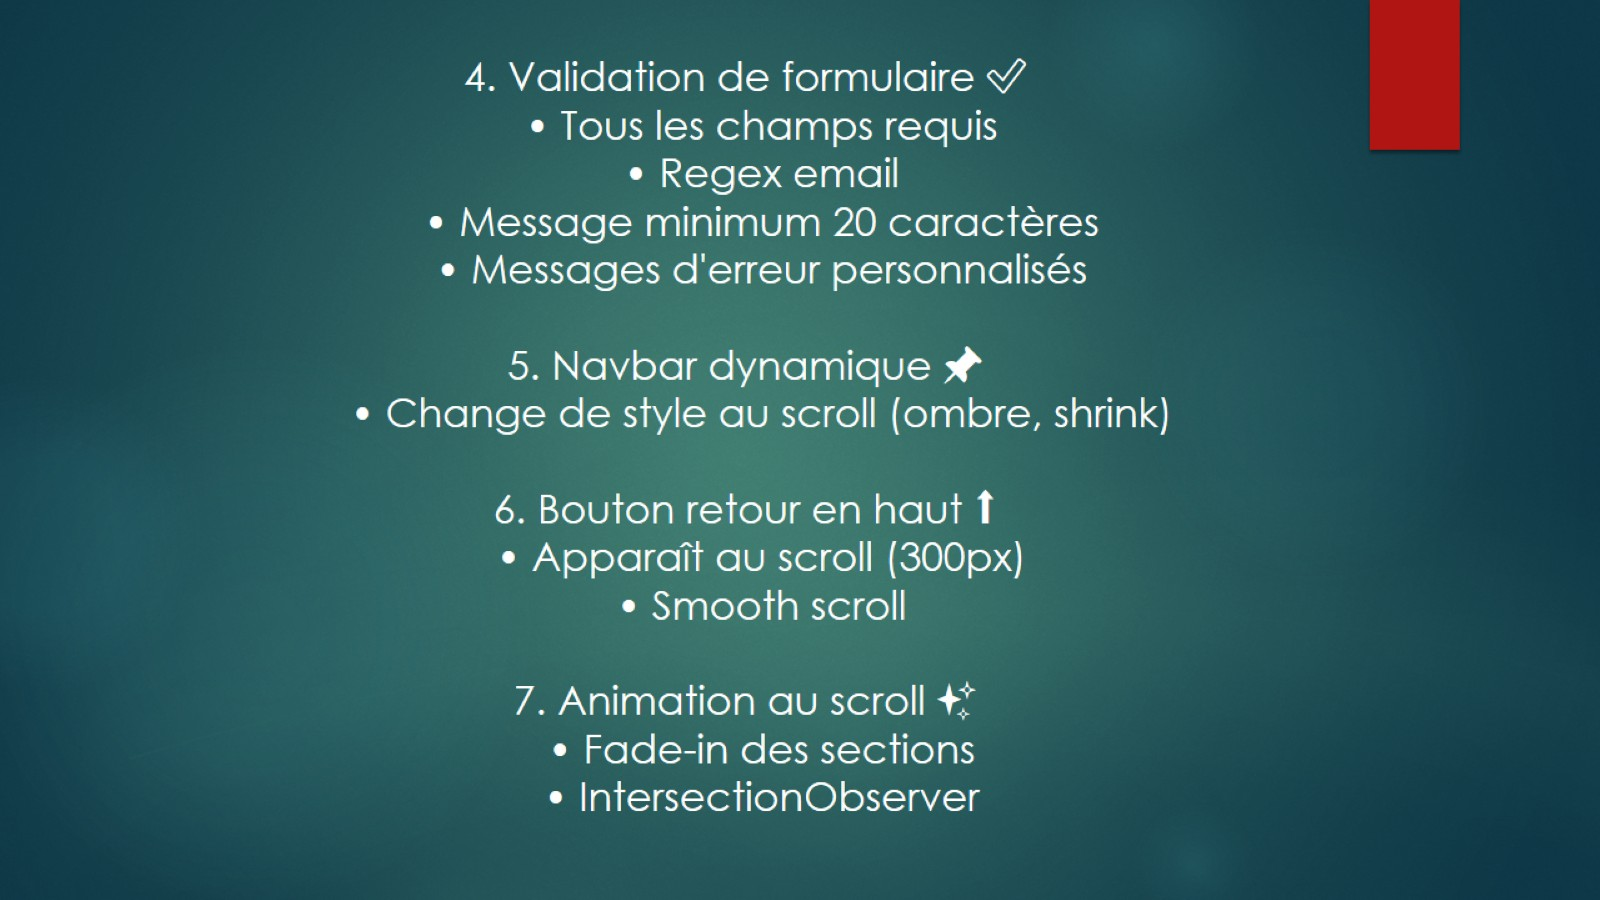 4. Validation de formulaire ✓
• Tous les champs requis
• Regex email
• Message minimum 20 caractères
• Messages d'erreur personnalisés
5. Navbar dynamique 📌
• Change de style au scroll (ombre, shrink)
6. Bouton retour en haut ⬆
• Apparaît au scroll (300px)
• Smooth scroll
7. Animation au scroll ✨
• Fade-in des sections
• IntersectionObserver